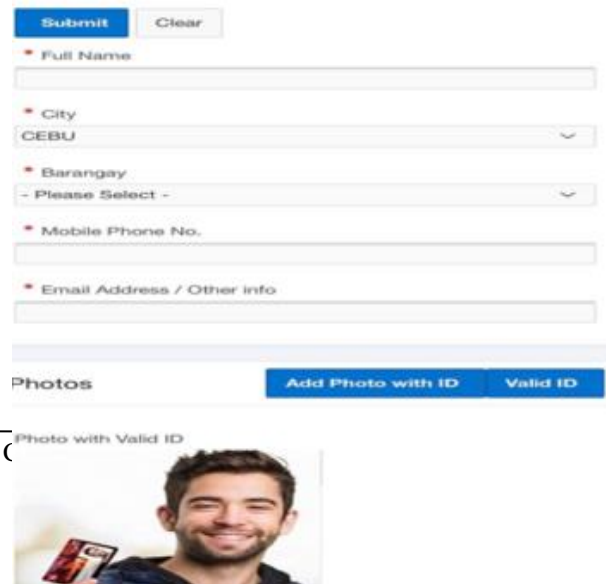 Submit Clear
* Full Name
* City
CEBU
* Barangay
- Please Select -
* Mobile Phone No.
* Email Address / Other info
Photos Add Photo with ID Valid ID
Photo with Valid ID